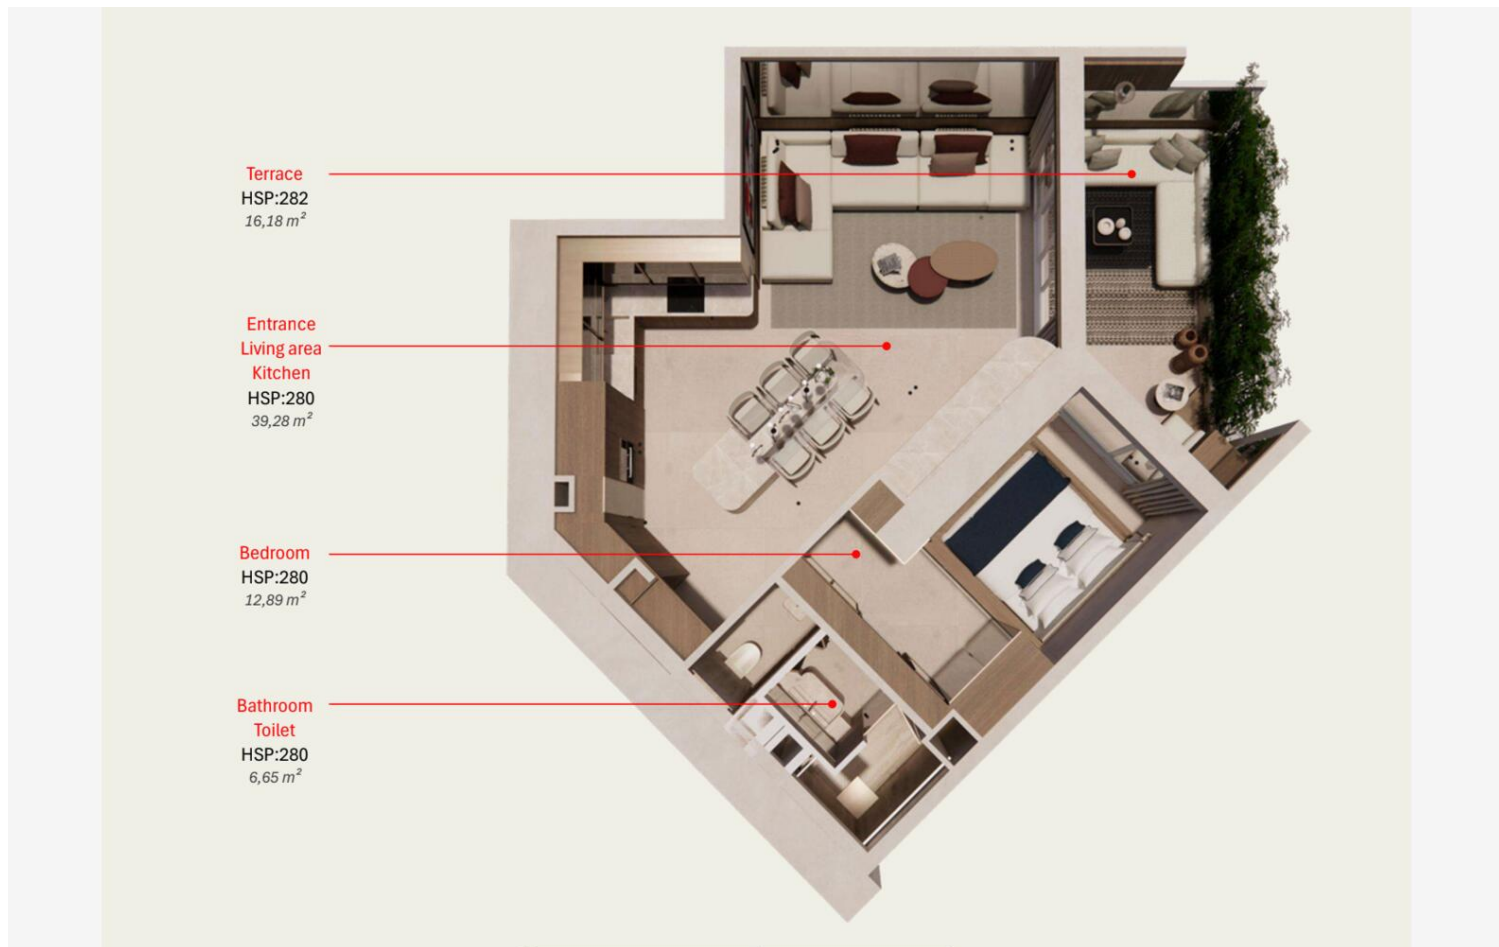 Terrace
HSP:282
16,18 m²
Entrance
Living area
Kitchen
HSP:280
39,28 m²
Bedroom
HSP:280
12,89 m²
Bathroom
Toilet
HSP:280
6,65 m²